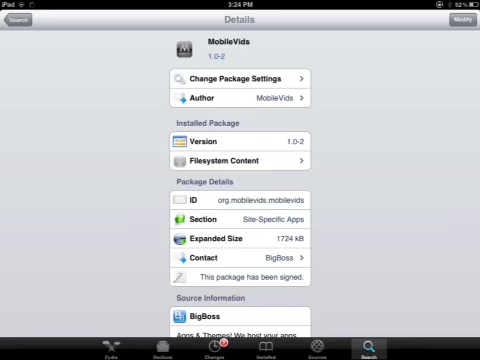 iPad
3:24 PM
52%
Search
Details
Modify
MobileVids
1.0-2
Change Package Settings
Author MobileVids
Installed Package
Version 1.0-2
Filesystem Content
Package Details
ID org.mobilevids.mobilevids
Section Site-Specific Apps
Expanded Size 1724 kB
Contact BigBoss
This package has been signed.
Source Information
BigBoss
Apps & Themes! We host your apps
Cydia Sections Changes Installed Sources Search